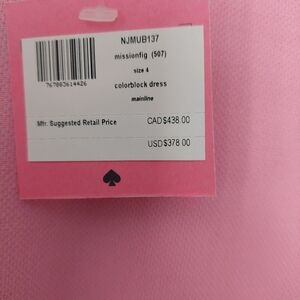 NJMUB137
missionfig (507)
size 4
colorblock dress
mainline
767883614426
Mfr. Suggested Retail Price CAD$438.00
USD$378.00